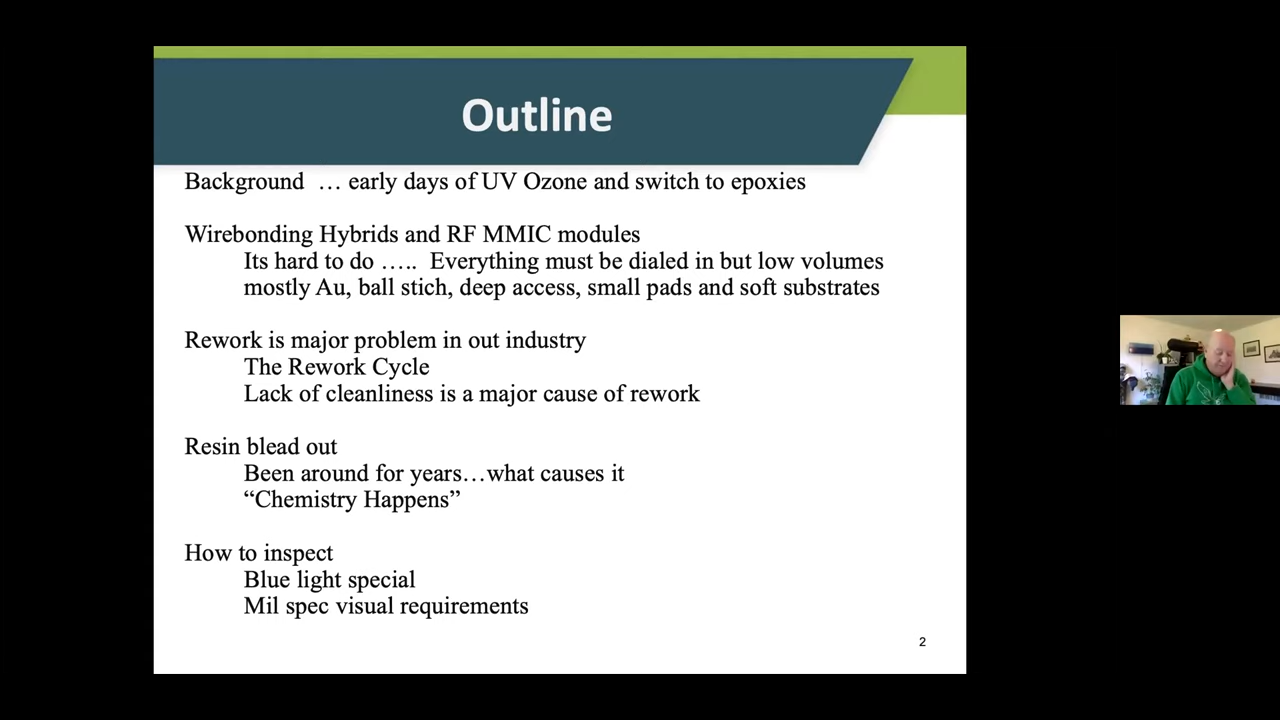 Outline
Background … early days of UV Ozone and switch to epoxies
Wirebonding Hybrids and RF MMIC modules
Its hard to do ….. Everything must be dialed in but low volumes
mostly Au, ball stich, deep access, small pads and soft substrates
Rework is major problem in out industry
The Rework Cycle
Lack of cleanliness is a major cause of rework
Resin blead out
Been around for years…what causes it
“Chemistry Happens”
How to inspect
Blue light special
Mil spec visual requirements
2